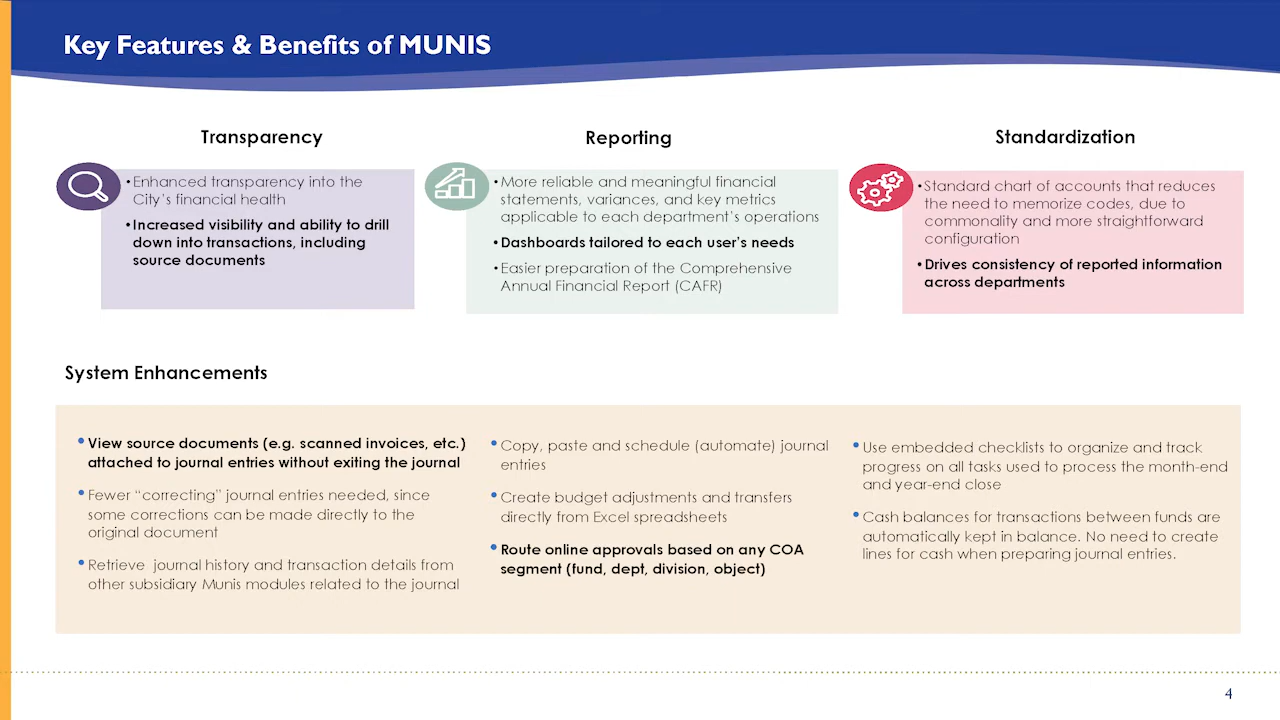 Key Features & Benefits of MUNIS
Transparency
• Enhanced transparency into the
City's financial health
• Increased visibility and ability to drill
down into transactions, including
source documents
Reporting
• More reliable and meaningful financial
statements, variances, and key metrics
applicable to each department's operations
• Dashboards tailored to each user's needs
• Easier preparation of the Comprehensive
Annual Financial Report (CAFR)
Standardization
• Standard chart of accounts that reduces
the need to memorize codes, due to
commonality and more straightforward
configuration
• Drives consistency of reported information
across departments
System Enhancements
• View source documents (e.g. scanned invoices, etc.)
attached to journal entries without exiting the journal
• Fewer “correcting” journal entries needed, since
some corrections can be made directly to the
original document
• Retrieve journal history and transaction details from
other subsidiary Munis modules related to the journal
• Copy, paste and schedule (automate) journal
entries
• Create budget adjustments and transfers
directly from Excel spreadsheets
• Route online approvals based on any COA
segment (fund, dept, division, object)
• Use embedded checklists to organize and track
progress on all tasks used to process the month-end
and year-end close
• Cash balances for transactions between funds are
automatically kept in balance. No need to create
lines for cash when preparing journal entries.
4